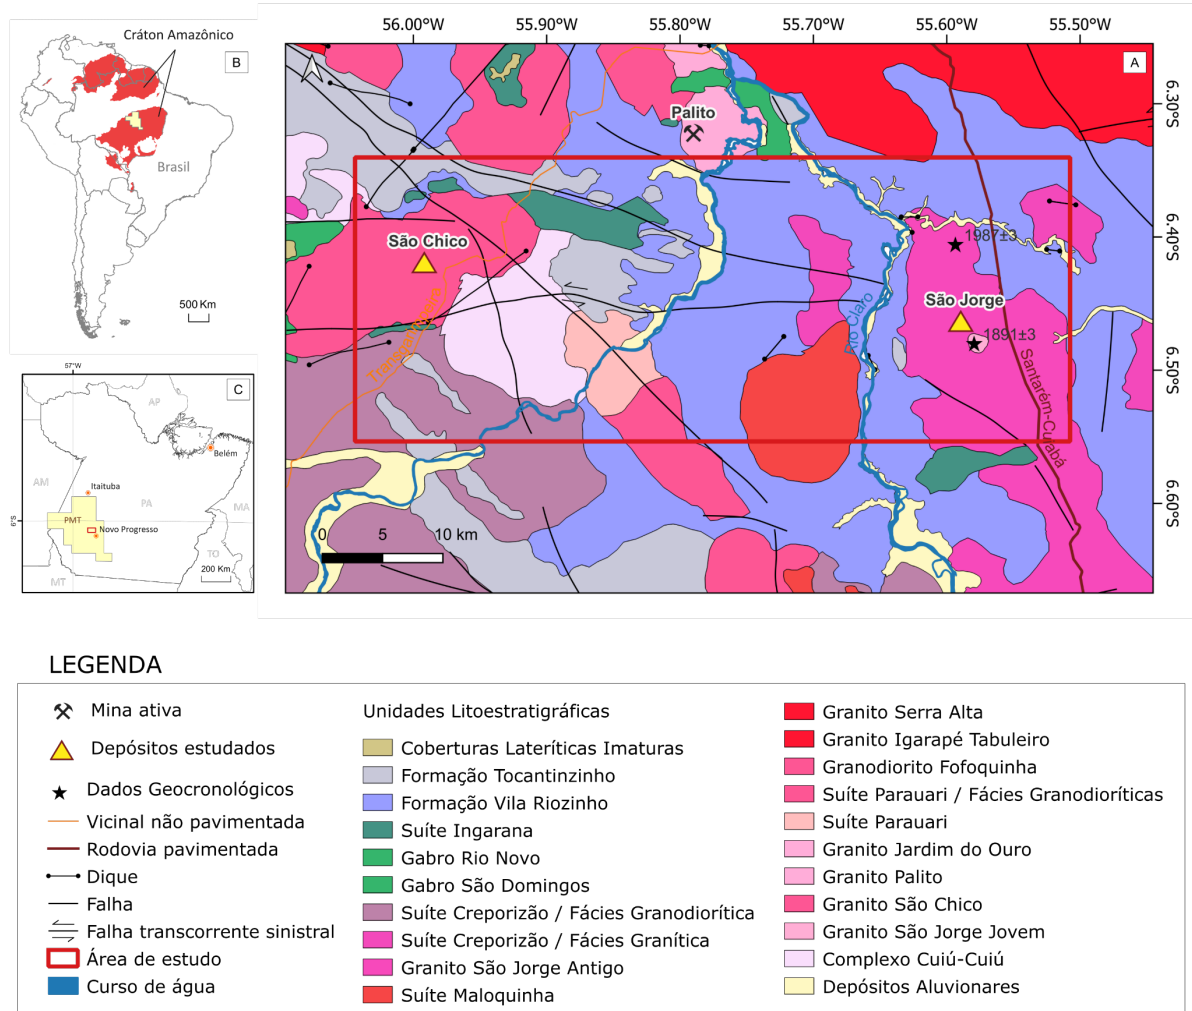 Cráton Amazônico
B
Brasil
500 Km
57°W
C
AP
Belém
AM
Itaituba
PA
MA
PMT
6°S
Novo Progresso
TO
MT
200 Km
56.00°W
55.90°W
55.80°W
55.70°W
55.60°W
55.50°W
A
6.30°S
Palito
6.40°S
São Chico
1987±3
São Jorge
Rio Claro
1891±3
6.50°S
Santarém-Cuiabá
6.00°S
0
5
10 km
LEGENDA
Mina ativa
Depósitos estudados
Dados Geocronológicos
Vicinal não pavimentada
Rodovia pavimentada
Dique
Falha
Falha transcorrente sinistral
Área de estudo
Curso de água
Unidades Litoestratigráficas
Coberturas Lateríticas Imaturas
Formação Tocantinzinho
Formação Vila Riozinho
Suíte Ingarana
Gabro Rio Novo
Gabro São Domingos
Suíte Creporizão / Fácies Granodiorítica
Suíte Creporizão / Fácies Granítica
Granito São Jorge Antigo
Suíte Maloquinha
Granito Serra Alta
Granito Igarapé Tabuleiro
Granodiorito Fofoquinha
Suíte Parauari / Fácies Granodioríticas
Suíte Parauari
Granito Jardim do Ouro
Granito Palito
Granito São Chico
Granito São Jorge Jovem
Complexo Cuiú-Cuiú
Depósitos Aluvionares